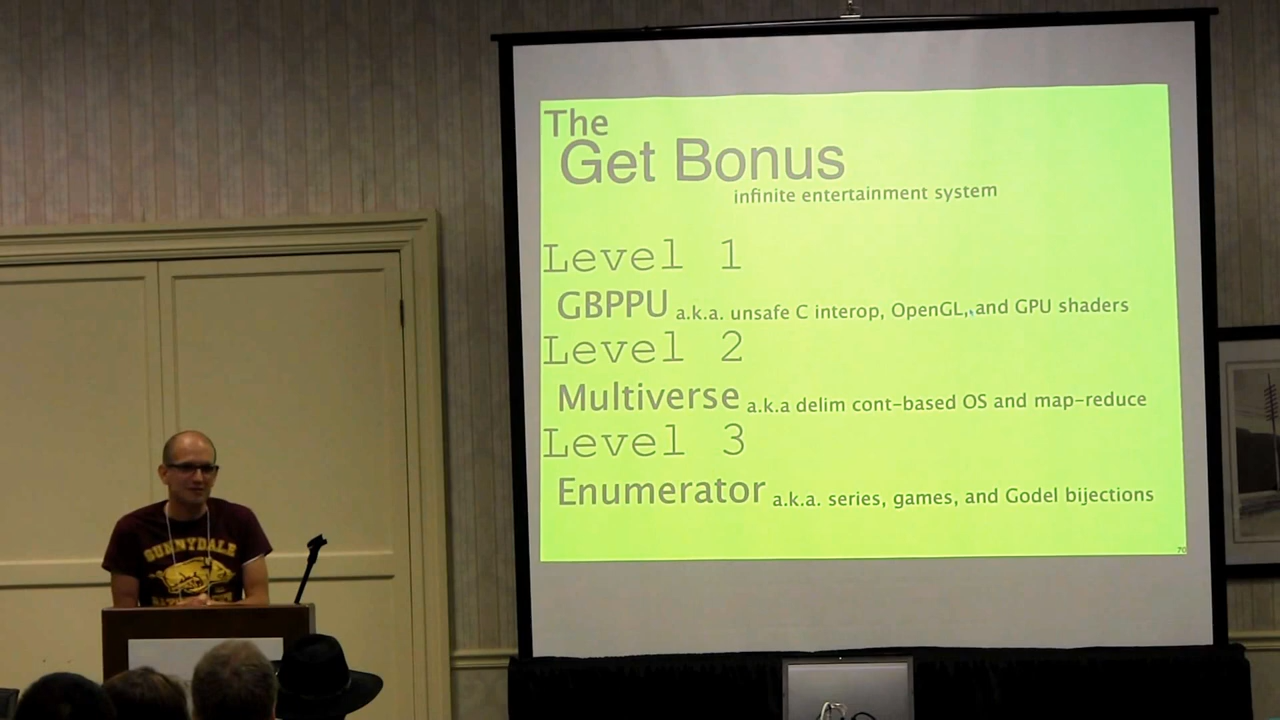 The
Get Bonus
infinite entertainment system
Level 1
GBPPU a.k.a. unsafe C interop, OpenGL, and GPU shaders
Level 2
Multiverse a.k.a delim cont-based OS and map-reduce
Level 3
Enumerator a.k.a. series, games, and Godel bijections
70
SUNNYDALE